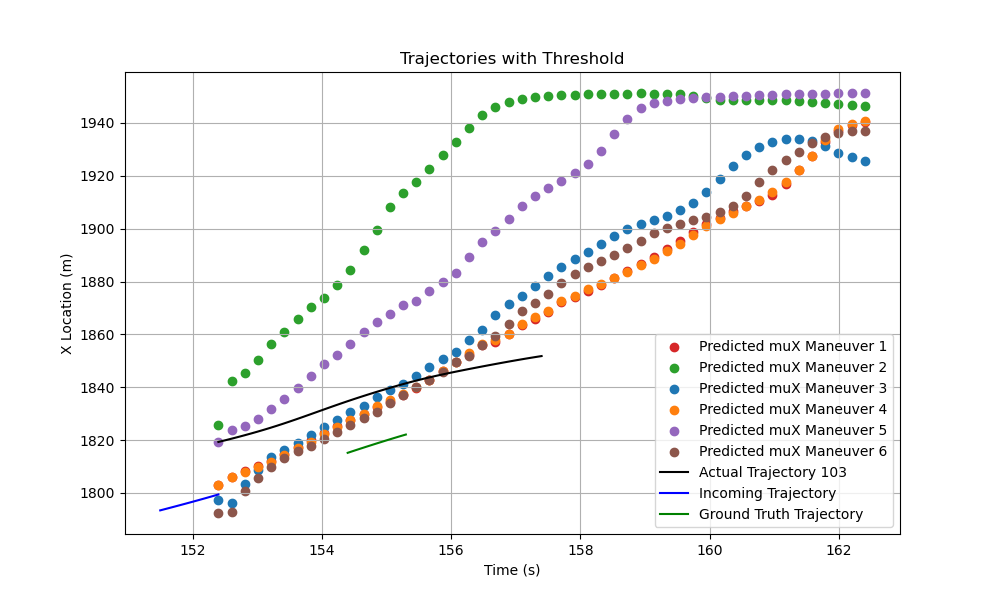 Trajectories with Threshold
X Location (m)
1940
1920
1900
1880
1860
1840
1820
1800
152
154
156
158
160
162
Time (s)
Predicted muX Maneuver 1
Predicted muX Maneuver 2
Predicted muX Maneuver 3
Predicted muX Maneuver 4
Predicted muX Maneuver 5
Predicted muX Maneuver 6
Actual Trajectory 103
Incoming Trajectory
Ground Truth Trajectory